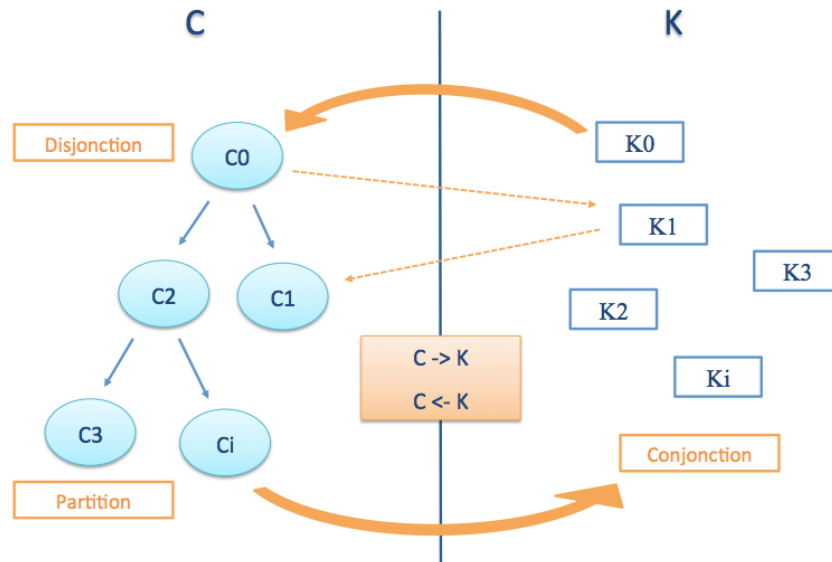 C
K
Disjonction
C0
K0
K1
K3
C2
C1
K2
C -> K
C <- K
Ki
C3
Ci
Conjonction
Partition